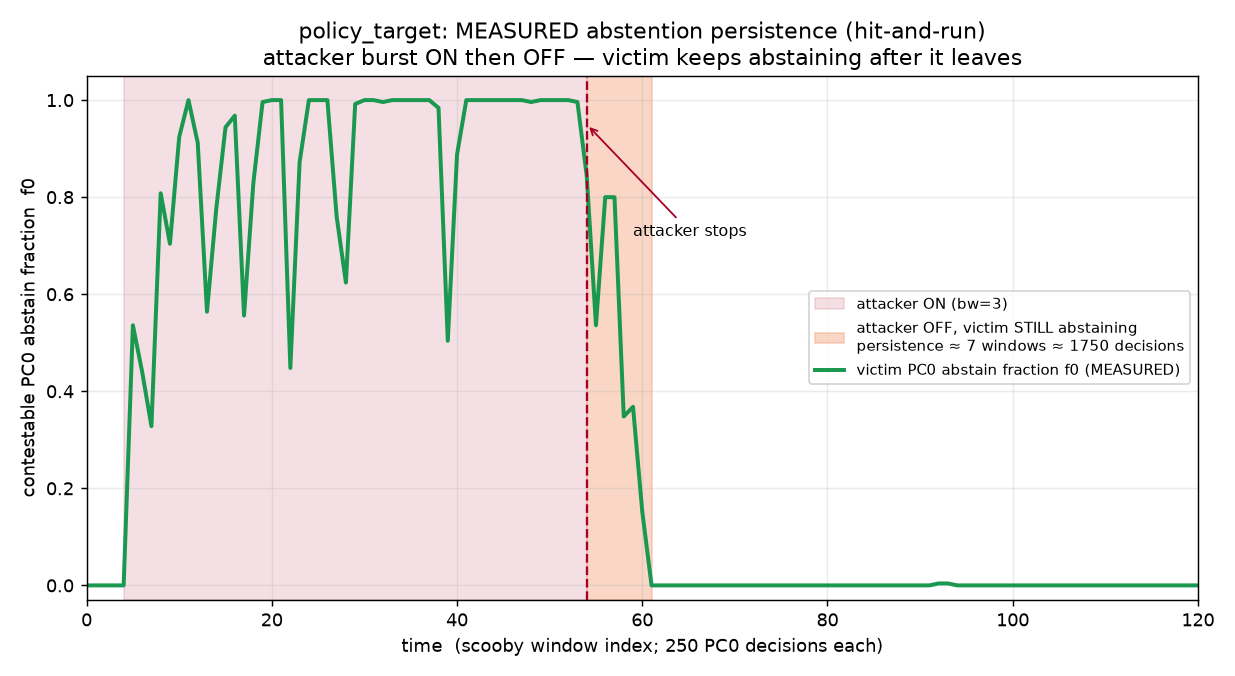 policy_target: MEASURED abstention persistence (hit-and-run)
attacker burst ON then OFF — victim keeps abstaining after it leaves
contestable PC0 abstain fraction  f0
1.0
0.8
0.6
0.4
0.2
0.0
attacker stops
attacker ON (bw=3)
attacker OFF, victim STILL abstaining
persistence ≈ 7 windows ≈ 1750 decisions
victim PC0 abstain fraction f0 (MEASURED)
0
20
40
60
80
100
120
time  (scooby window index; 250 PC0 decisions each)